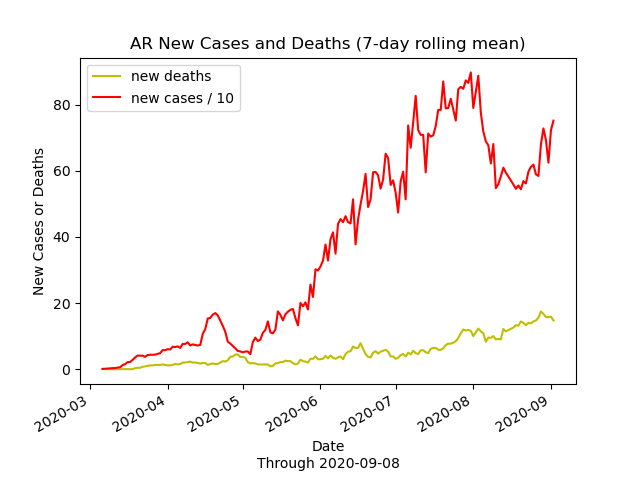 AR New Cases and Deaths (7-day rolling mean)
new deaths
new cases / 10
New Cases or Deaths
80
60
40
20
0
2020-03
2020-04
2020-05
2020-06
2020-07
2020-08
2020-09
Date
Through 2020-09-08